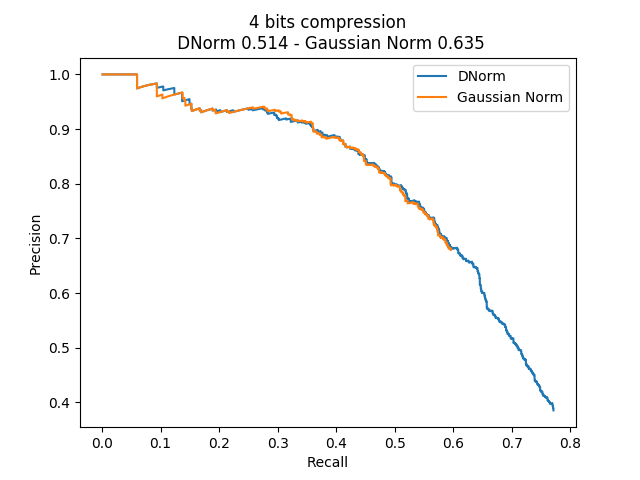 4 bits compression
DNorm 0.514 - Gaussian Norm 0.635
DNorm
Gaussian Norm
Precision
1.0
0.9
0.8
0.7
0.6
0.5
0.4
0.0 0.1 0.2 0.3 0.4 0.5 0.6 0.7 0.8
Recall